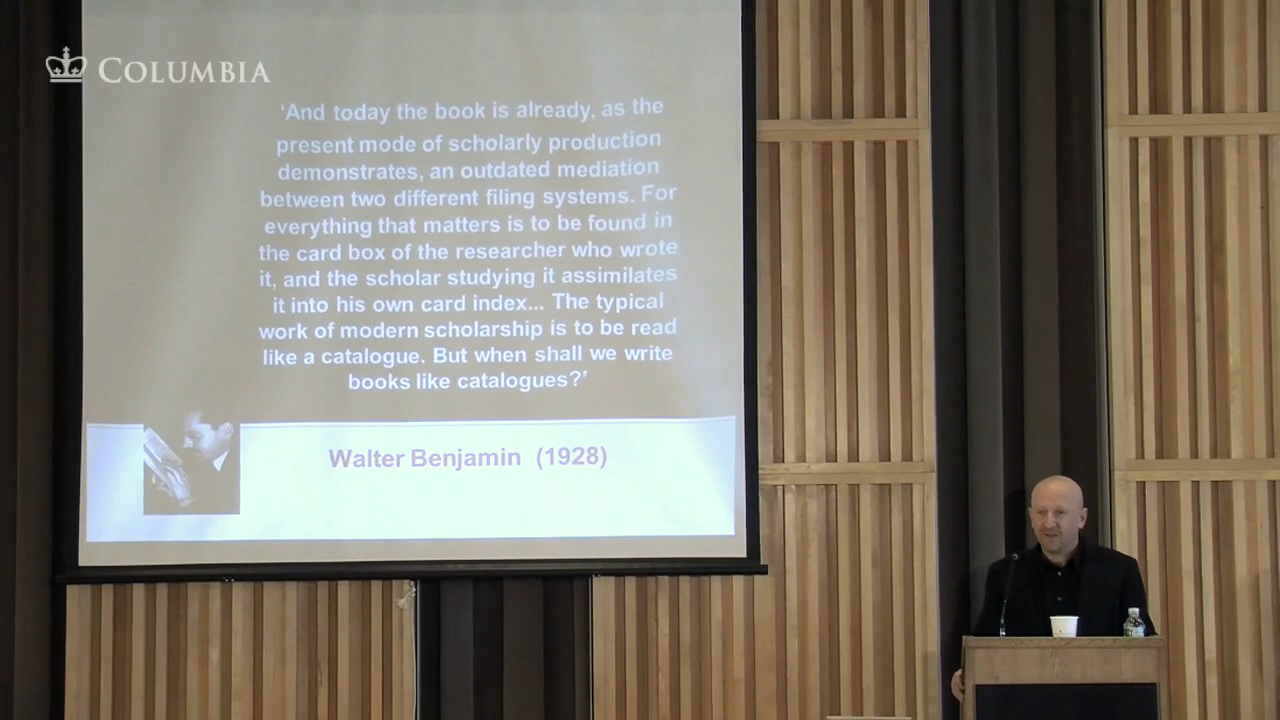 COLUMBIA
‘And today the book is already, as the
present mode of scholarly production
demonstrates, an outdated mediation
between two different filing systems. For
everything that matters is to be found in
the card box of the researcher who wrote
it, and the scholar studying it assimilates
it into his own card index... The typical
work of modern scholarship is to be read
like a catalogue. But when shall we write
books like catalogues?’
Walter Benjamin (1928)